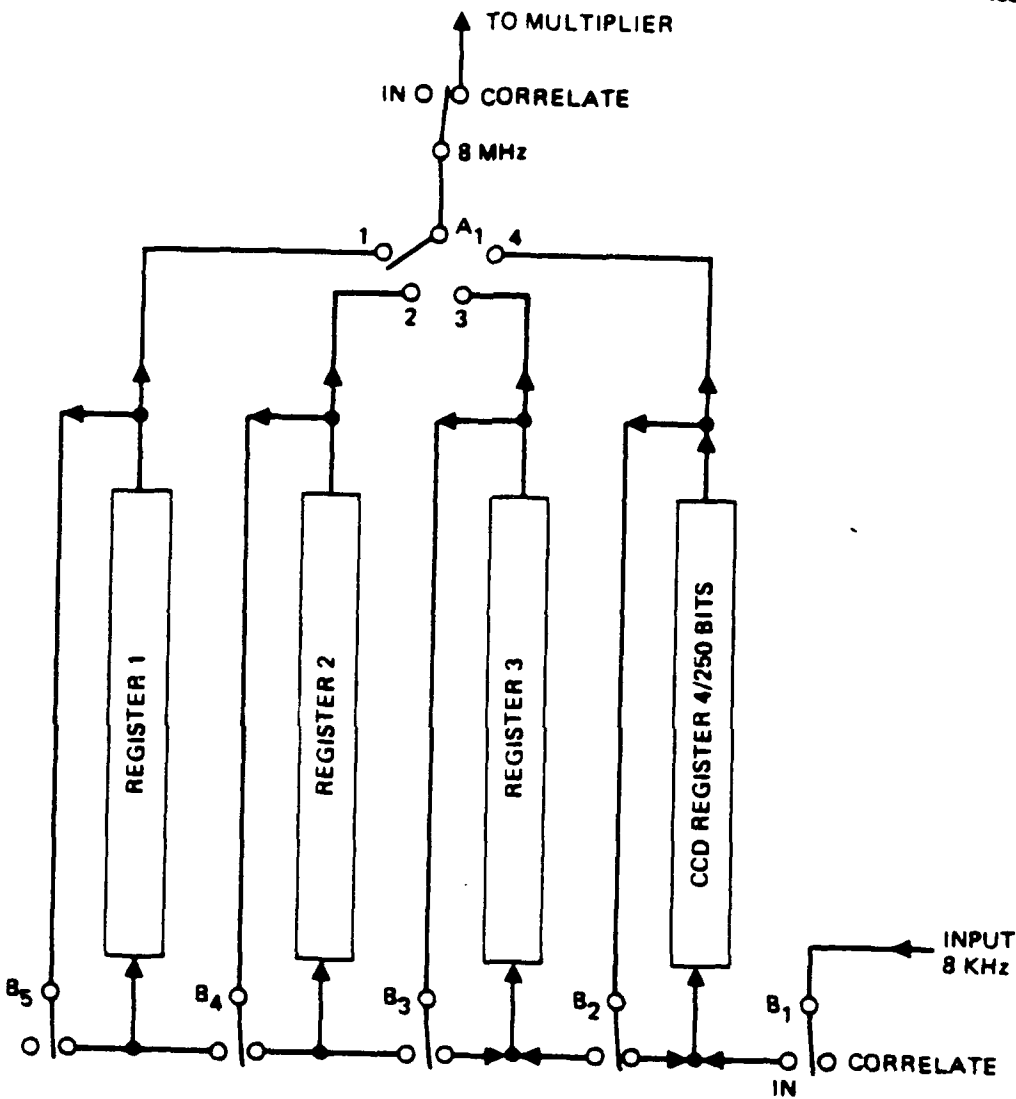 TO MULTIPLIER
IN CORRELATE
8 MHz
1 A1 4
2 3
REGISTER 1
REGISTER 2
REGISTER 3
CCD REGISTER 4/250 BITS
INPUT
8 KHz
B5 B4 B3 B2 B1
CORRELATE
IN